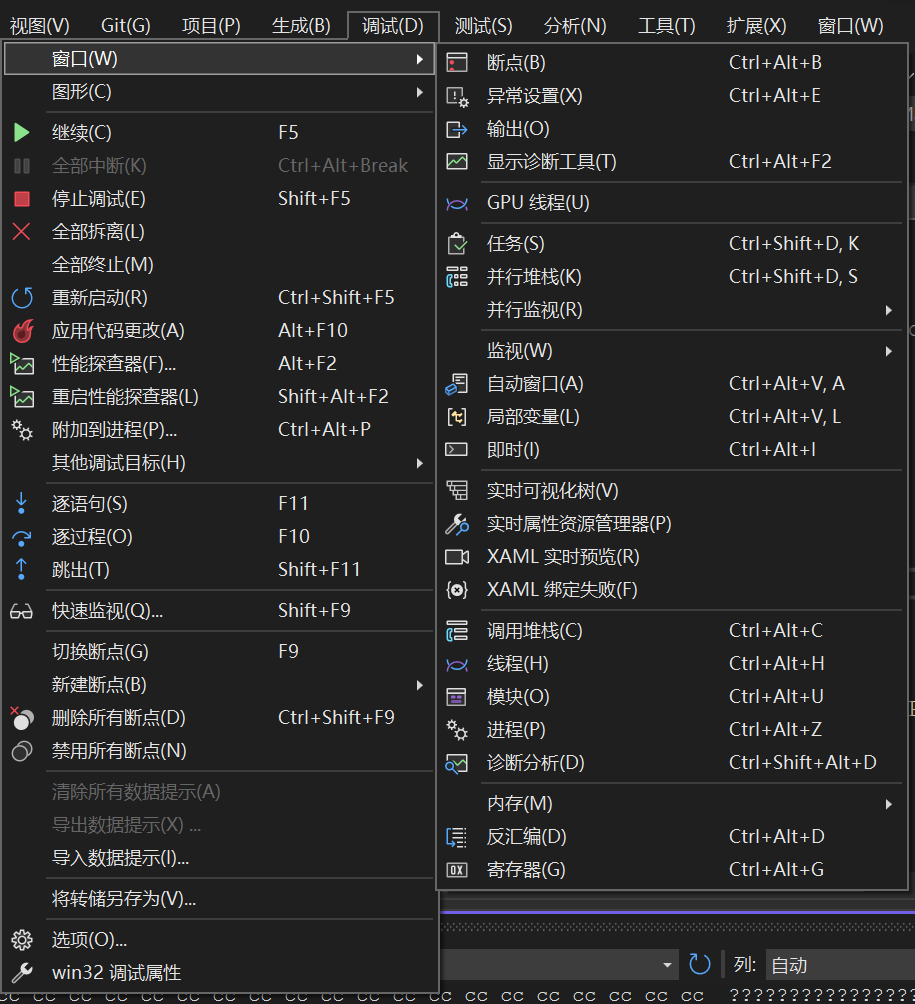 视图(V) Git(G) 项目(P) 生成(B) 调试(D) 测试(S) 分析(N) 工具(T) 扩展(X) 窗口(W)
窗口(W)
图形(C)
继续(C) F5
全部中断(K) Ctrl+Alt+Break
停止调试(E) Shift+F5
全部拆离(L)
全部终止(M)
重新启动(R) Ctrl+Shift+F5
应用代码更改(A) Alt+F10
性能探查器(F)... Alt+F2
重启性能探查器(L) Shift+Alt+F2
附加到进程(P)... Ctrl+Alt+P
其他调试目标(H)
逐语句(S) F11
逐过程(O) F10
跳出(T) Shift+F11
快速监视(Q)... Shift+F9
切换断点(G) F9
新建断点(B)
删除所有断点(D) Ctrl+Shift+F9
禁用所有断点(N)
清除所有数据提示(A)
导出数据提示(X) ...
导入数据提示(I)...
将转储另存为(V)...
选项(O)...
win32 调试属性
断点(B) Ctrl+Alt+B
异常设置(X) Ctrl+Alt+E
输出(O)
显示诊断工具(T) Ctrl+Alt+F2
GPU 线程(U)
任务(S) Ctrl+Shift+D, K
并行堆栈(K) Ctrl+Shift+D, S
并行监视(R)
监视(W)
自动窗口(A) Ctrl+Alt+V, A
局部变量(L) Ctrl+Alt+V, L
即时(I) Ctrl+Alt+I
实时可视化树(V)
实时属性资源管理器(P)
XAML 实时预览(R)
XAML 绑定失败(F)
调用堆栈(C) Ctrl+Alt+C
线程(H) Ctrl+Alt+H
模块(O) Ctrl+Alt+U
进程(P) Ctrl+Alt+Z
诊断分析(D) Ctrl+Shift+Alt+D
内存(M)
反汇编(D) Ctrl+Alt+D
寄存器(G) Ctrl+Alt+G
列: 自动